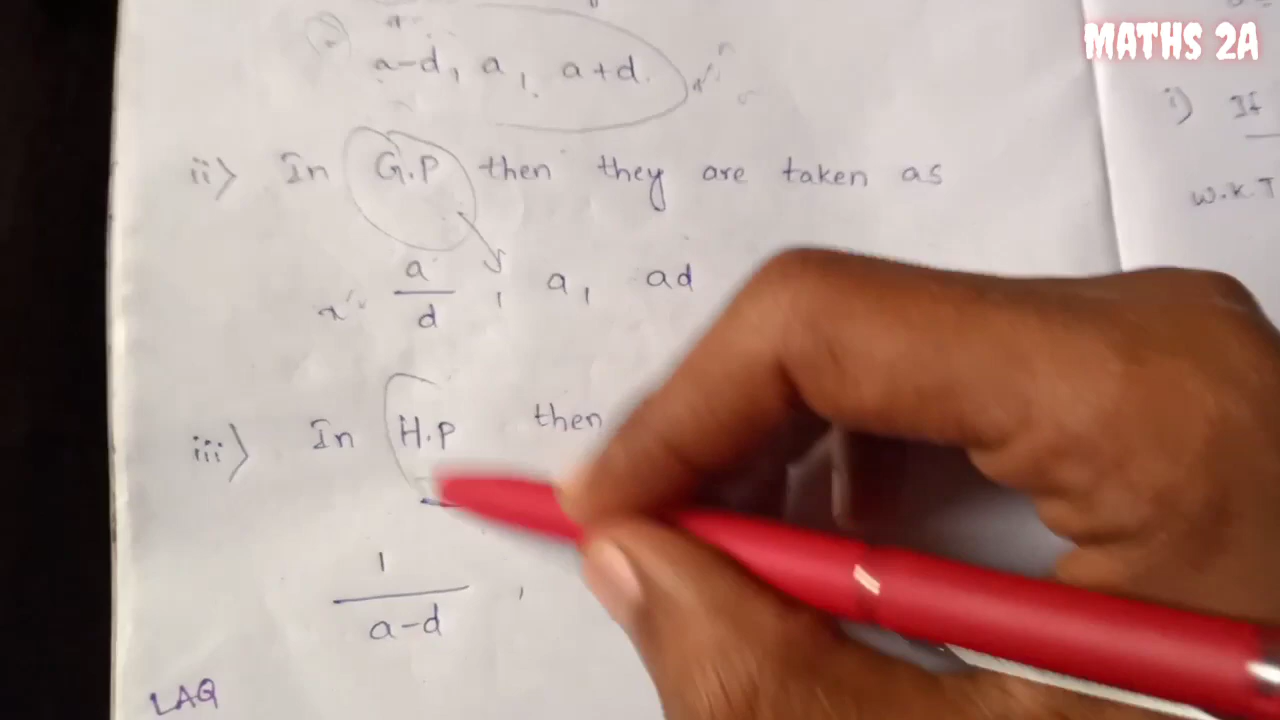 MATHS 2A
a-d, a, a+d.
i) If
ii) In G.P then they are taken as
W.K.T
a/d, a, ad
iii) In H.P then
1/a-d ,
LAQ